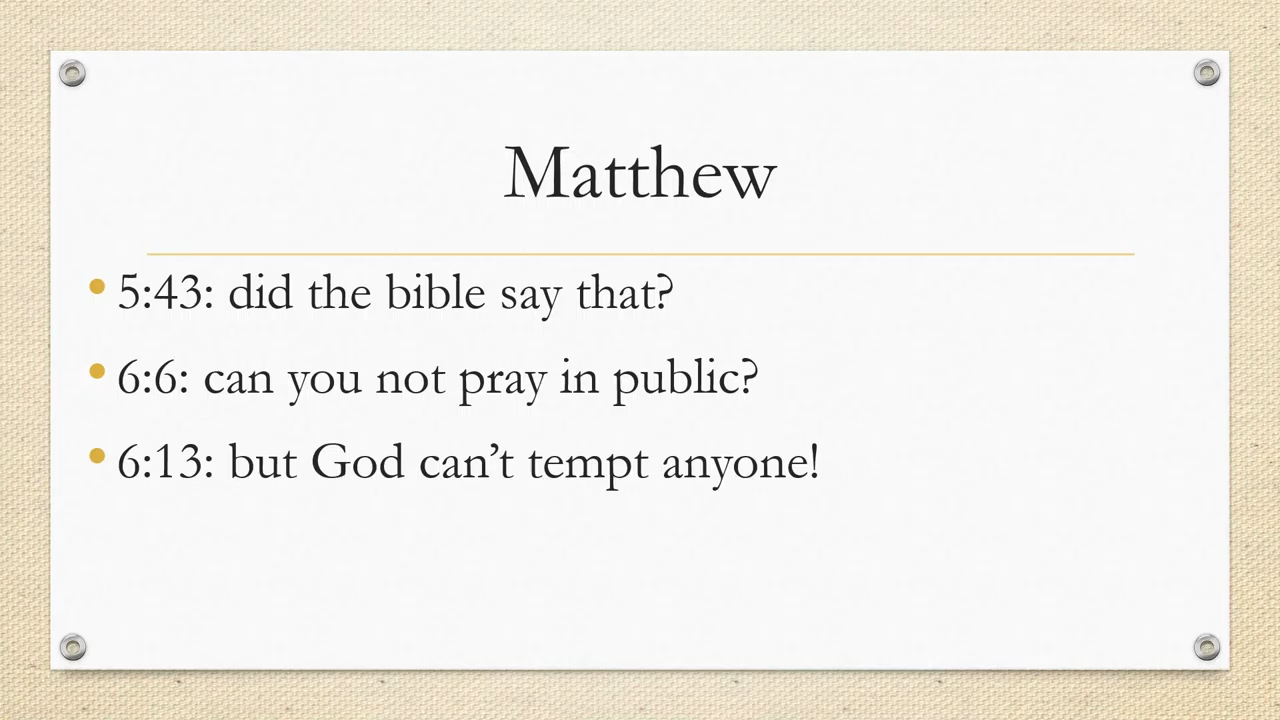 Matthew
• 5:43: did the bible say that?
• 6:6: can you not pray in public?
• 6:13: but God can’t tempt anyone!